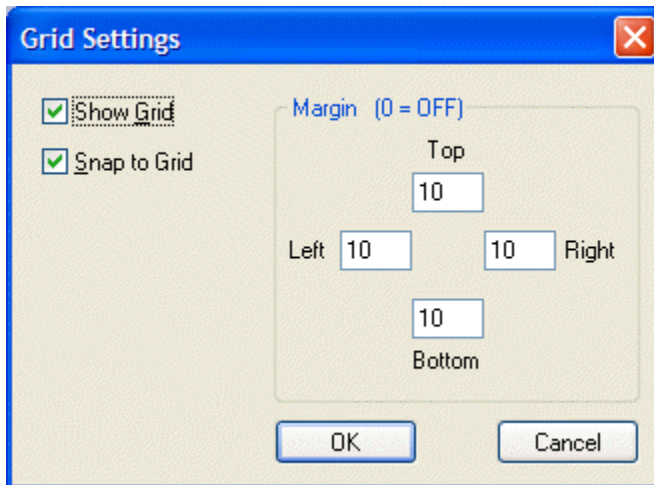 Grid Settings
Show Grid
Snap to Grid
Margin (0 = OFF)
Top
10
Left 10 10 Right
10
Bottom
OK Cancel